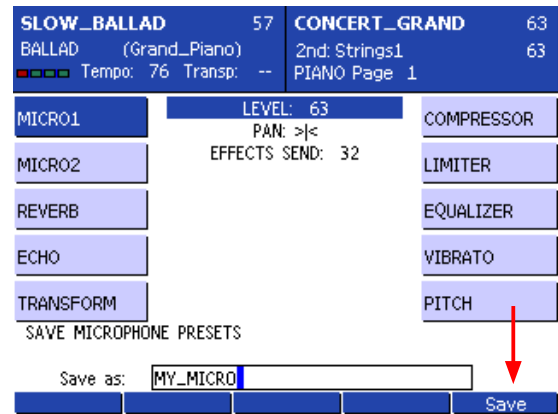 SLOW_BALLAD 57 CONCERT_GRAND 63
BALLAD (Grand_Piano) 2nd: Strings1 63
Tempo: 76 Transp: -- PIANO Page 1
MICRO1 LEVEL: 63 COMPRESSOR
PAN: >|<
MICRO2 EFFECTS SEND: 32 LIMITER
REVERB EQUALIZER
ECHO VIBRATO
TRANSFORM PITCH
SAVE MICROPHONE PRESETS
Save as: MY_MICRO
Save